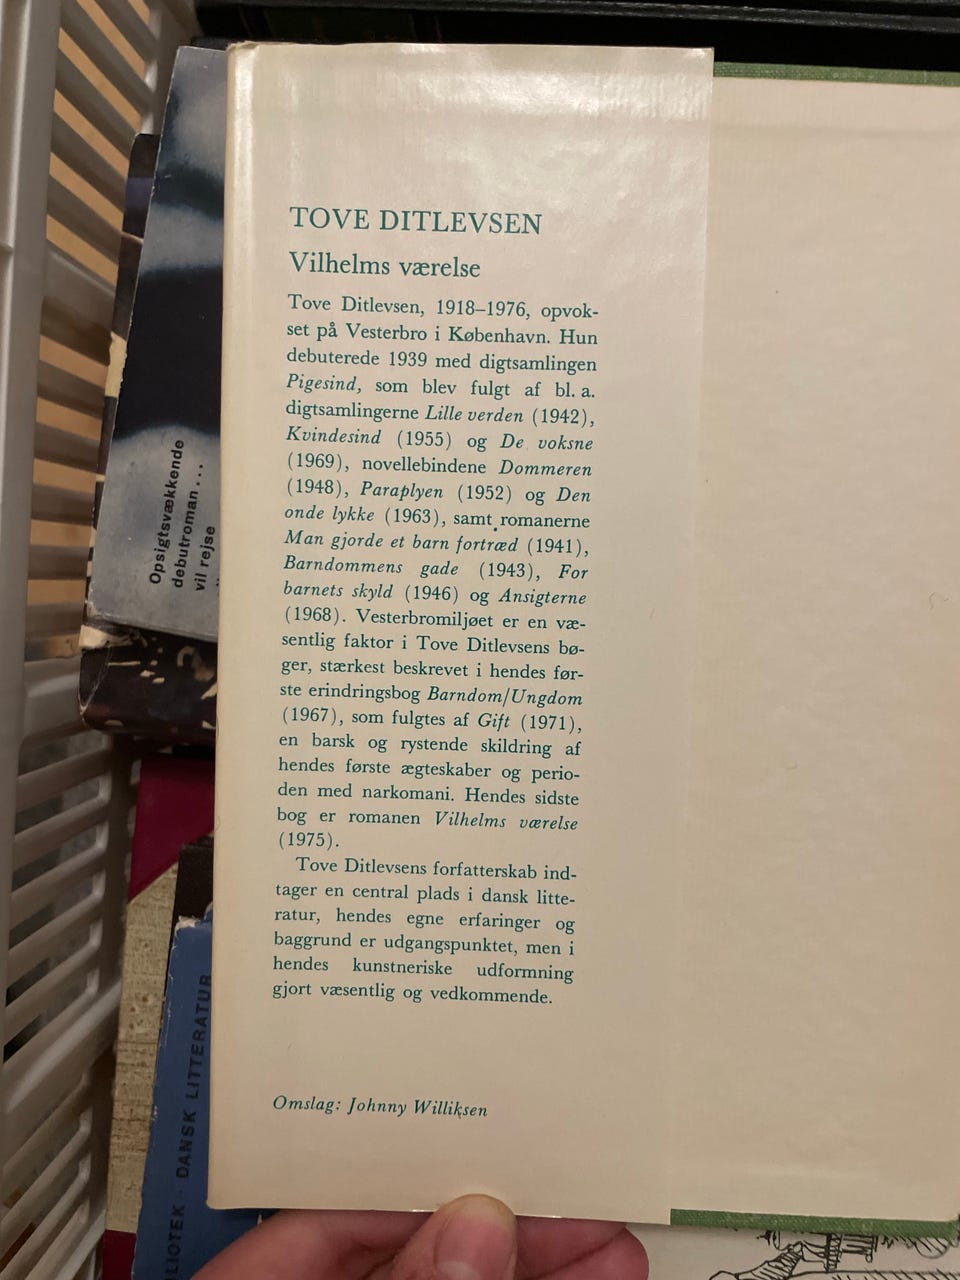 TOVE DITLEVSEN
Vilhelms værelse
Tove Ditlevsen, 1918–1976, opvok-
set på Vesterbro i København. Hun
debuterede 1939 med digtsamlingen
Pigesind, som blev fulgt af bl. a.
digtsamlingerne Lille verden (1942),
Kvindesind (1955) og De voksne
(1969), novellebindene Dommeren
(1948), Paraplyen (1952) og Den
onde lykke (1963), samt romanerne
Man gjorde et barn fortræd (1941),
Barndommens gade (1943), For
barnets skyld (1946) og Ansigterne
(1968). Vesterbromiljøet er en væ-
sentlig faktor i Tove Ditlevsens bø-
ger, stærkest beskrevet i hendes før-
ste erindringsbog Barndom/Ungdom
(1967), som fulgtes af Gift (1971),
en barsk og rystende skildring af
hendes første ægteskaber og perio-
den med narkomani. Hendes sidste
bog er romanen Vilhelms værelse
(1975).
Tove Ditlevsens forfatterskab ind-
tager en central plads i dansk litte-
ratur, hendes egne erfaringer og
baggrund er udgangspunktet, men i
hendes kunstneriske udformning
gjort væsentlig og vedkommende.
Omslag: Johnny Williksen
Opsigtsvækkende
debutroman...
vil rejse
LIOTEK · DANSK LITTERATUR